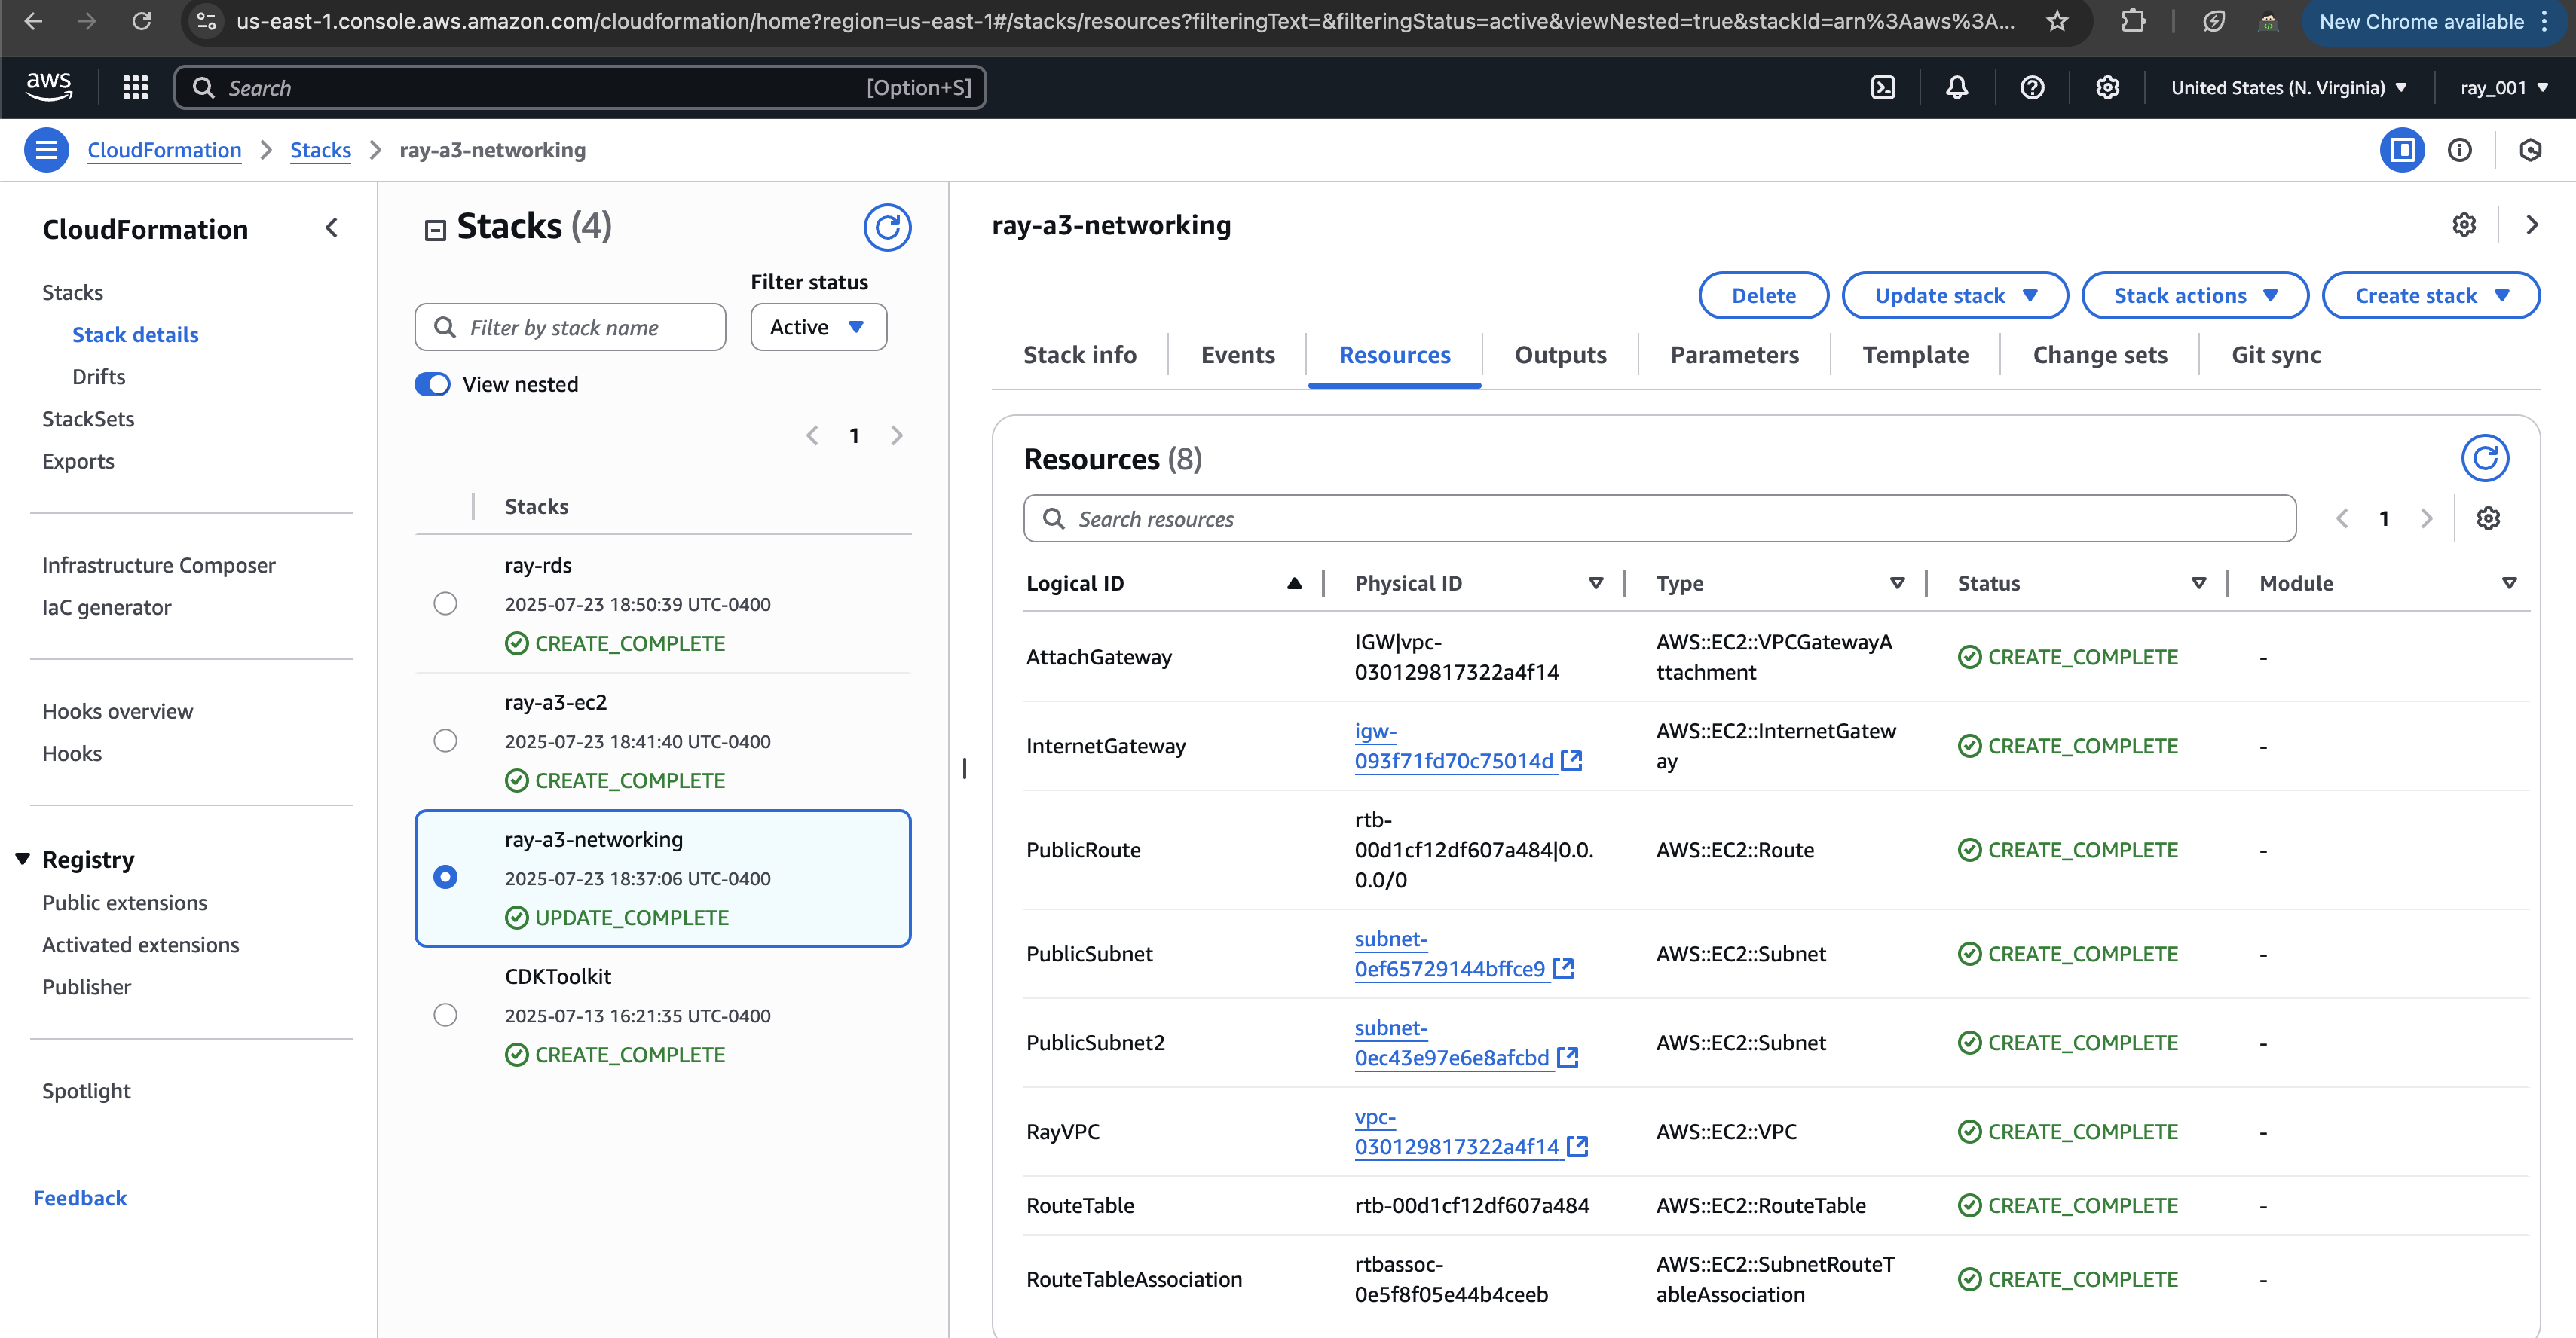 us-east-1.console.aws.amazon.com/cloudformation/home?region=us-east-1#/stacks/resources?filteringText=&filteringStatus=active&viewNested=true&stackId=arn%3Aaws%3A...
New Chrome available
aws
Search
[Option+S]
United States (N. Virginia)
ray_001
CloudFormation
Stacks
ray-a3-networking
CloudFormation
Stacks
Stack details
Drifts
StackSets
Exports
Infrastructure Composer
IaC generator
Hooks overview
Hooks
Registry
Public extensions
Activated extensions
Publisher
Spotlight
Feedback
Stacks (4)
Filter status
Filter by stack name
Active
View nested
1
Stacks
ray-rds
2025-07-23 18:50:39 UTC-0400
CREATE_COMPLETE
ray-a3-ec2
2025-07-23 18:41:40 UTC-0400
CREATE_COMPLETE
ray-a3-networking
2025-07-23 18:37:06 UTC-0400
UPDATE_COMPLETE
CDKToolkit
2025-07-13 16:21:35 UTC-0400
CREATE_COMPLETE
ray-a3-networking
Delete
Update stack
Stack actions
Create stack
Stack info
Events
Resources
Outputs
Parameters
Template
Change sets
Git sync
Resources (8)
Search resources
1
Logical ID
Physical ID
Type
Status
Module
AttachGateway
IGW|vpc-
030129817322a4f14
AWS::EC2::VPCGatewayA
ttachment
CREATE_COMPLETE
-
InternetGateway
igw-
093f71fd70c75014d
AWS::EC2::InternetGatew
ay
CREATE_COMPLETE
-
PublicRoute
rtb-
00d1cf12df607a484|0.0.
0.0/0
AWS::EC2::Route
CREATE_COMPLETE
-
PublicSubnet
subnet-
0ef65729144bffce9
AWS::EC2::Subnet
CREATE_COMPLETE
-
PublicSubnet2
subnet-
0ec43e97e6e8afcbd
AWS::EC2::Subnet
CREATE_COMPLETE
-
RayVPC
vpc-
030129817322a4f14
AWS::EC2::VPC
CREATE_COMPLETE
-
RouteTable
rtb-00d1cf12df607a484
AWS::EC2::RouteTable
CREATE_COMPLETE
-
RouteTableAssociation
rtbassoc-
0e5f8f05e44b4ceeb
AWS::EC2::SubnetRouteT
ableAssociation
CREATE_COMPLETE
-